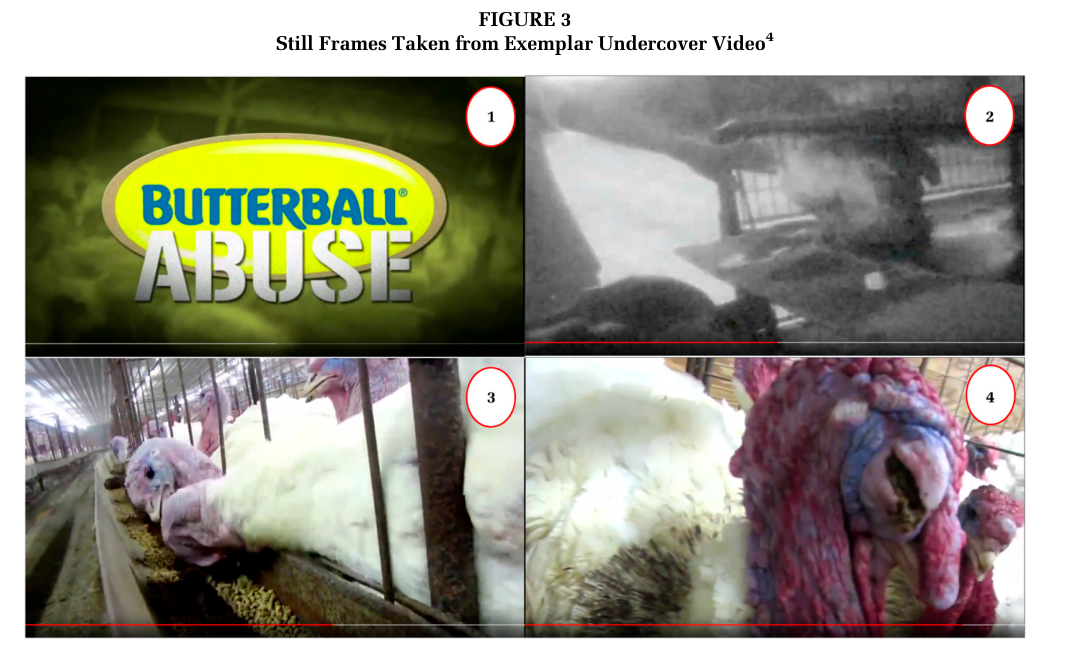 FIGURE 3
Still Frames Taken from Exemplar Undercover Video4
1
2
BUTTERBALL®
ABUSE
3
4